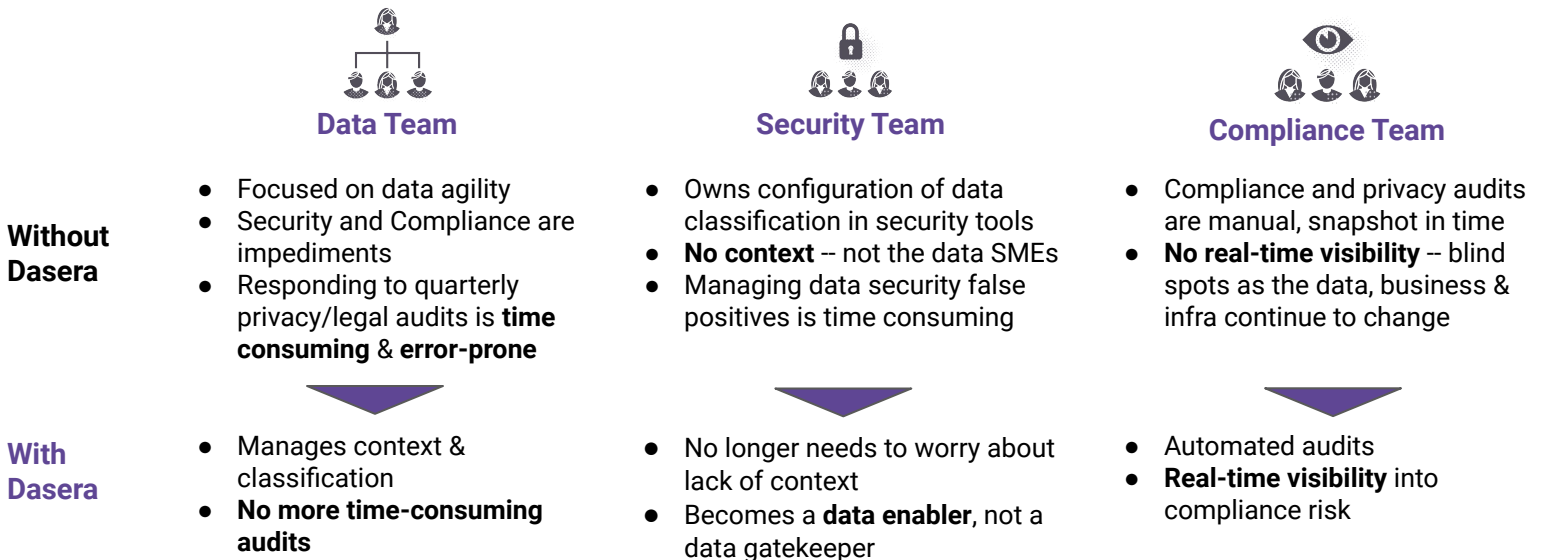 Data Team
Security Team
Compliance Team
Without
Dasera
● Focused on data agility
● Security and Compliance are
impediments
● Responding to quarterly
privacy/legal audits is time
consuming & error-prone
● Owns configuration of data
classification in security tools
● No context -- not the data SMEs
● Managing data security false
positives is time consuming
● Compliance and privacy audits
are manual, snapshot in time
● No real-time visibility -- blind
spots as the data, business &
infra continue to change
With
Dasera
● Manages context &
classification
● No more time-consuming
audits
● No longer needs to worry about
lack of context
● Becomes a data enabler, not a
data gatekeeper
● Automated audits
● Real-time visibility into
compliance risk